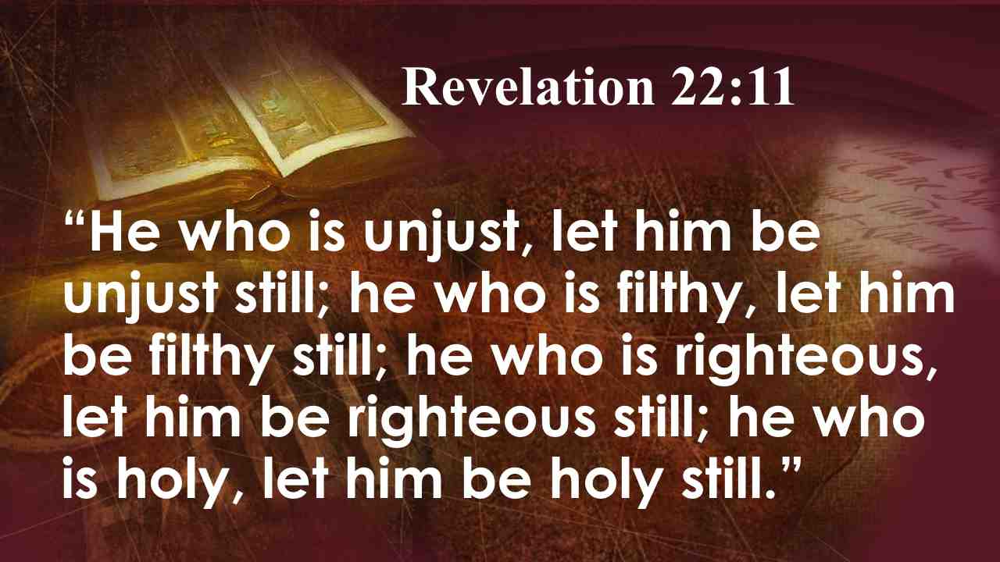 Revelation 22:11
“He who is unjust, let him be
unjust still; he who is filthy, let him
be filthy still; he who is righteous,
let him be righteous still; he who
is holy, let him be holy still.”